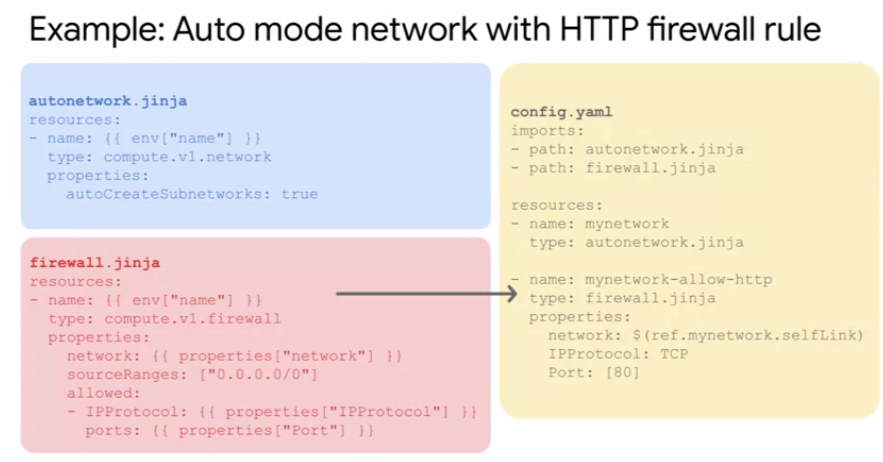 Example: Auto mode network with HTTP firewall rule
autonetwork.jinja
resources:
- name: {{ env["name"] }}
  type: compute.v1.network
  properties:
    autoCreateSubnetworks: true
firewall.jinja
resources:
- name: {{ env["name"] }}
  type: compute.v1.firewall
  properties:
    network: {{ properties["network"] }}
    sourceRanges: ["0.0.0.0/0"]
    allowed:
    - IPProtocol: {{ properties["IPProtocol"] }}
      ports: {{ properties["Port"] }}
config.yaml
imports:
- path: autonetwork.jinja
- path: firewall.jinja
resources:
- name: mynetwork
  type: autonetwork.jinja
- name: mynetwork-allow-http
  type: firewall.jinja
  properties:
    network: $(ref.mynetwork.selfLink)
    IPProtocol: TCP
    Port: [80]